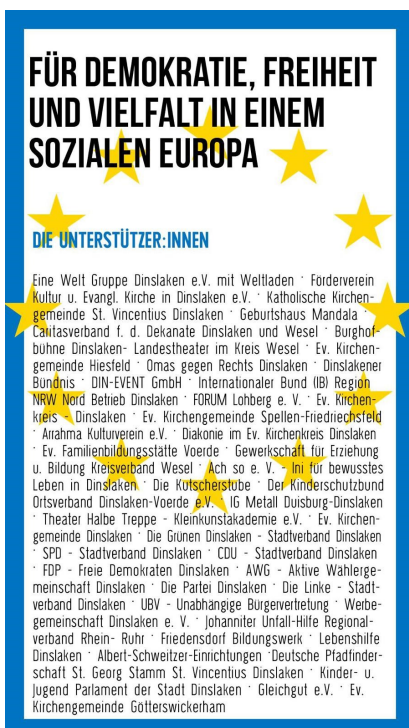 FÜR DEMOKRATIE, FREIHEIT
UND VIELFALT IN EINEM
SOZIALEN EUROPA
DIE UNTERSTÜTZER:INNEN
Eine Welt Gruppe Dinslaken e.V. mit Weltladen · Förderverein
Kultur u. Evangl. Kirche in Dinslaken e.V. · Katholische Kirchen-
gemeinde St. Vincentius Dinslaken · Geburtshaus Mandala ·
Caritasverband f. d. Dekanate Dinslaken und Wesel · Burghof-
bühne Dinslaken- Landestheater im Kreis Wesel · Ev. Kirchen-
gemeinde Hiesfeld · Omas gegen Rechts Dinslaken · Dinslakener
Bündnis · DIN-EVENT GmbH · Internationaler Bund (IB) Region
NRW Nord Betrieb Dinslaken · FORUM Lohberg e. V. · Ev. Kirchen-
kreis - Dinslaken · Ev. Kirchengemeinde Spellen-Friedriechsfeld
· Arrahma Kulturverein e.V. · Diakonie im Ev. Kirchenkreis Dinslaken
· Ev. Familienbildungsstätte Voerde · Gewerkschaft für Erziehung
u. Bildung Kreisverband Wesel · Ach so e. V. - Ini für bewusstes
Leben in Dinslaken · Die Kutscherstube · Der Kinderschutzbund
Ortsverband Dinslaken-Voerde e.V. · IG Metall Duisburg-Dinslaken
· Theater Halbe Treppe - Kleinkunstakademie e.V. · Ev. Kirchen-
gemeinde Dinslaken · Die Grünen Dinslaken - Stadtverband Dinslaken
· SPD - Stadtverband Dinslaken · CDU - Stadtverband Dinslaken
· FDP - Freie Demokraten Dinslaken · AWG - Aktive Wählerge-
meinschaft Dinslaken · Die Partei Dinslaken · Die Linke - Stadt-
verband Dinslaken · UBV - Unabhängige Bürgervertretung · Werbe-
gemeinschaft Dinslaken e. V. · Johanniter Unfall-Hilfe Regional-
verband Rhein- Ruhr · Friedensdorf Bildungswerk · Lebenshilfe
Dinslaken · Albert-Schweitzer-Einrichtungen ·Deutsche Pfadfinder-
schaft St. Georg Stamm St. Vincentius Dinslaken · Kinder- u.
Jugend Parlament der Stadt Dinslaken · Gleichgut e.V. · Ev.
Kirchengemeinde Götterswickerham